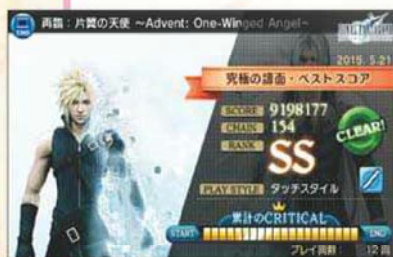 再臨：片翼の天使 ～Advent: One-Winged Angel～
2015. 5.21
究極の譜面・ベストスコア
SCORE 9198177
CHAIN 154
RANK SS
CLEAR!
PLAY STYLE タッチスタイル
累計のCRITICAL
START END
プレイ回数： 12回